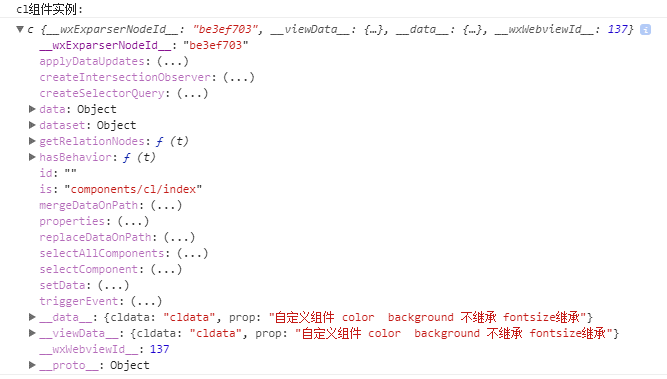 cl组件实例:
▼c {__wxExparserNodeId__: "be3ef703", __viewData__: {…}, __data__: {…}, __wxWebviewId__: 137} i
__wxExparserNodeId__: "be3ef703"
applyDataUpdates: (...)
createIntersectionObserver: (...)
createSelectorQuery: (...)
▶data: Object
▶dataset: Object
▶getRelationNodes: ƒ (t)
▶hasBehavior: ƒ (t)
id: ""
is: "components/cl/index"
mergeDataOnPath: (...)
properties: (...)
replaceDataOnPath: (...)
selectAllComponents: (...)
selectComponent: (...)
setData: (...)
triggerEvent: (...)
▶__data__: {cldata: "cldata", prop: "自定义组件 color  background 不继承 fontsize继承"}
▶__viewData__: {cldata: "cldata", prop: "自定义组件 color  background 不继承 fontsize继承"}
__wxWebviewId__: 137
▶__proto__: Object